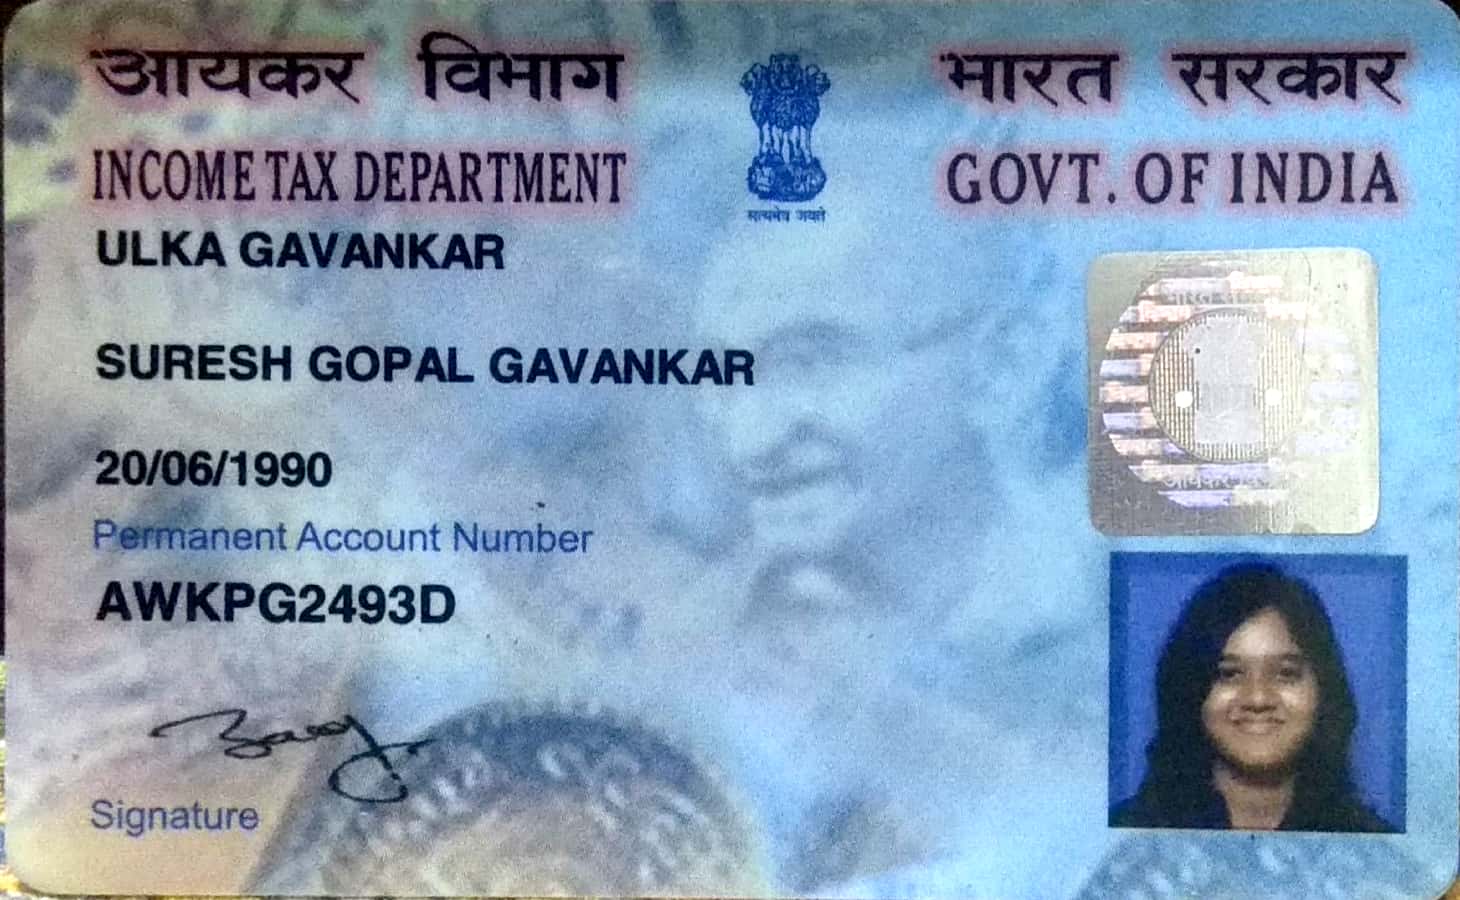 आयकर विभाग
भारत सरकार
INCOME TAX DEPARTMENT
GOVT. OF INDIA
सत्यमेव जयते
ULKA GAVANKAR
SURESH GOPAL GAVANKAR
20/06/1990
Permanent Account Number
AWKPG2493D
Signature